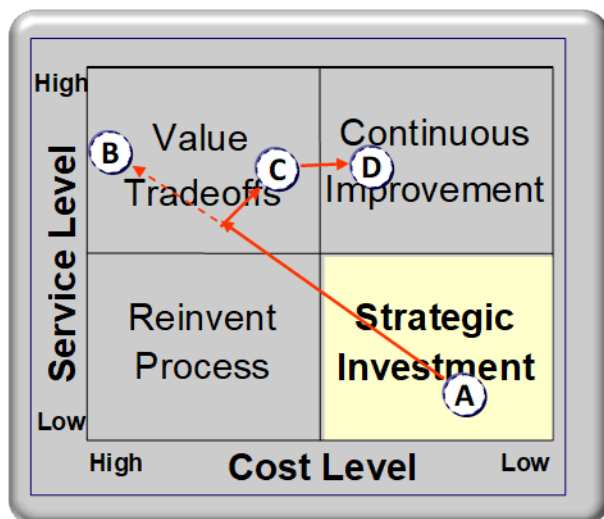 High
Value
Tradeoffs
Continuous
Improvement
B
C
D
Service Level
Reinvent
Process
Strategic
Investment
A
Low
High
Cost Level
Low